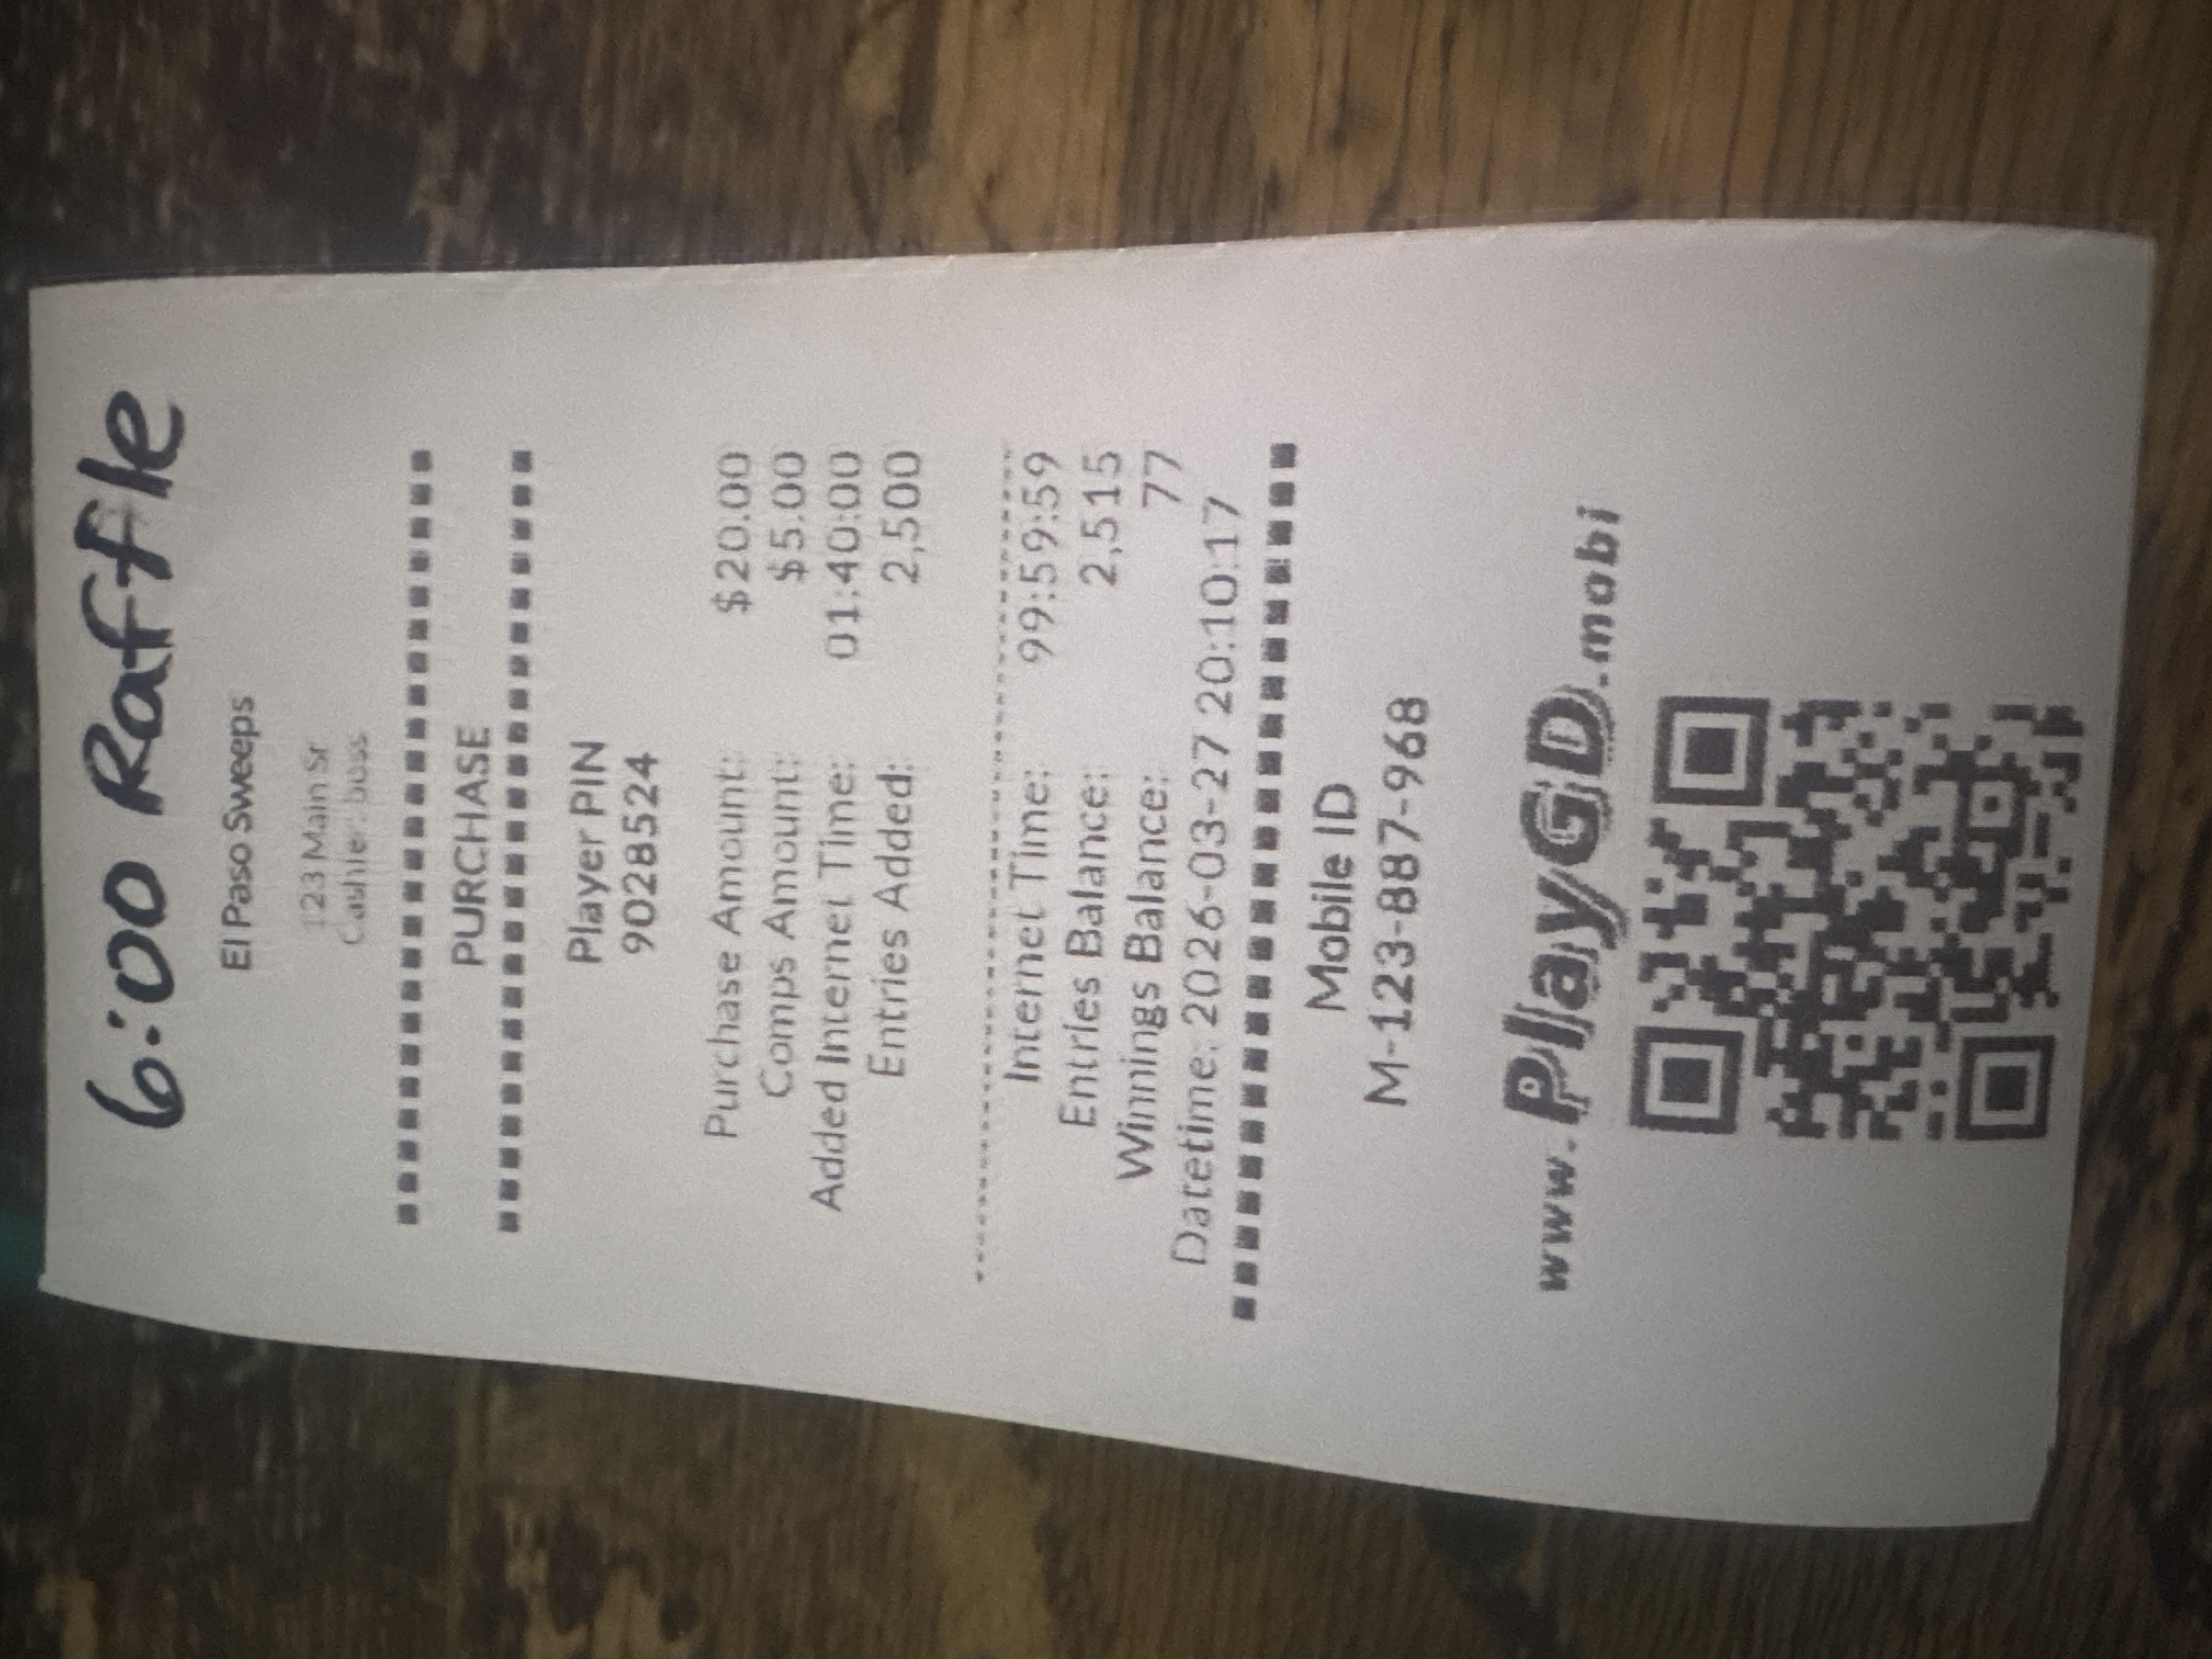 6:00 Raffle
El Paso Sweeps
123 Main St
Cashier: boss
PURCHASE
Player PIN
90285524
Purchase Amount: $20.00
Comps Amount: $5.00
Added Internet Time: 01:40:00
Entries Added: 2,500
Internet Time: 99:59:59
Entries Balance: 2,515
Winnings Balance: 77
Datetime: 2026-03-27 20:10:17
Mobile ID
M-123-887-968
www.PlayGD.mobi